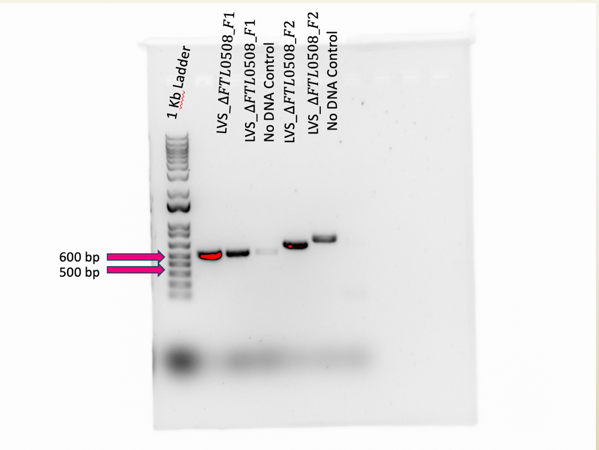 1 Kb Ladder
LVS_Δ𝐹𝑇𝐿0508_F1
LVS_Δ𝐹𝑇𝐿0508_F1
No DNA Control
LVS_Δ𝐹𝑇𝐿0508_F2
LVS_Δ𝐹𝑇𝐿0508_F2
No DNA Control
600 bp
500 bp